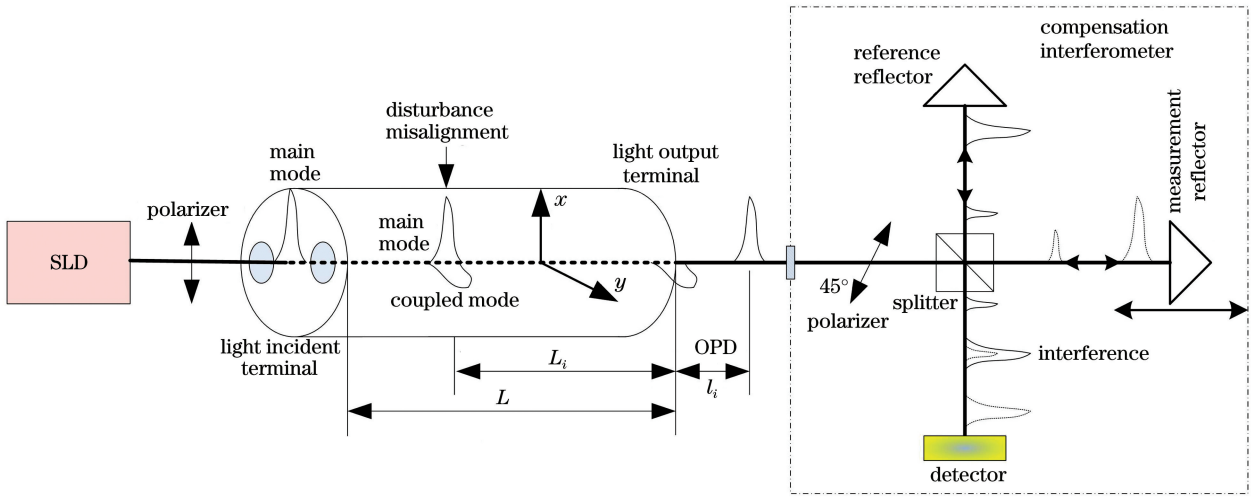 SLD
polarizer
main
mode
light incident
terminal
disturbance
misalignment
main
mode
coupled mode
x
y
light output
terminal
L_i
L
OPD
l_i
45°
polarizer
splitter
reference
reflector
compensation
interferometer
measurement
reflector
interference
detector